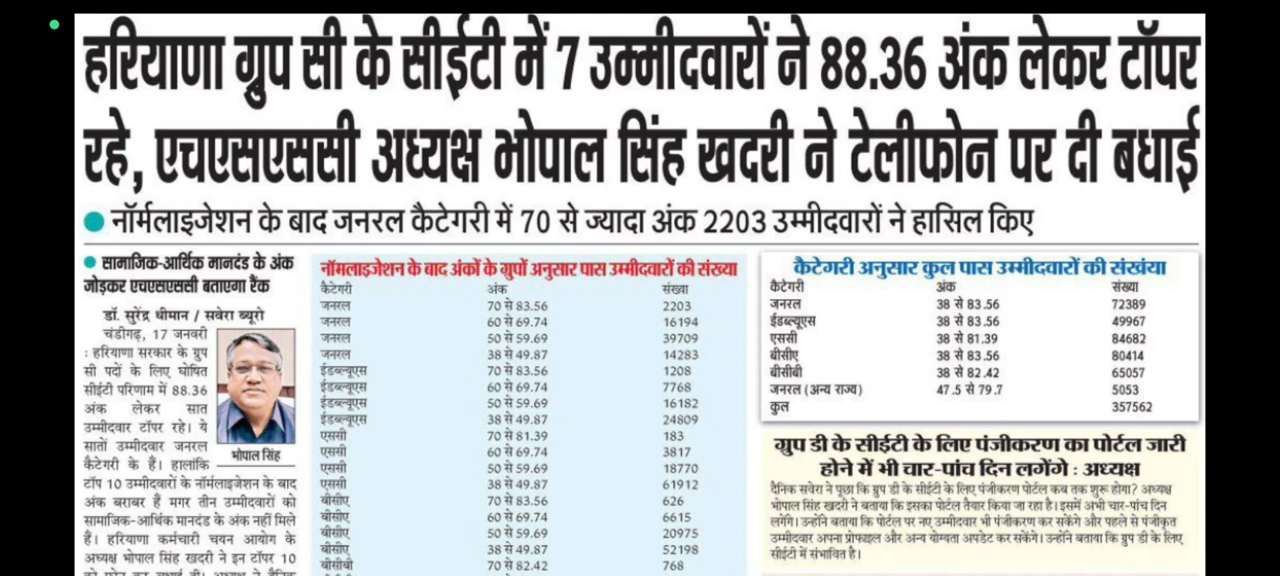 हरियाणा ग्रुप सी के सीईटी में 7 उम्मीदवारों ने 88.36 अंक लेकर टॉपर
रहे, एचएसएससी अध्यक्ष भोपाल सिंह खदरी ने टेलीफोन पर दी बधाई
● नॉर्मलाइजेशन के बाद जनरल कैटेगरी में 70 से ज्यादा अंक 2203 उम्मीदवारों ने हासिल किए
● सामाजिक-आर्थिक मानदंड के अंक
जोड़कर एचएसएससी बताएगा रैंक
डॉ. सुरेंद्र धीमान / सवेरा ब्यूरो
चंडीगढ़, 17 जनवरी
: हरियाणा सरकार के ग्रुप
सी पदों के लिए घोषित
सीईटी परिणाम में 88.36
अंक लेकर सात
उम्मीदवार टॉपर रहे। ये
सातों उम्मीदवार जनरल
कैटेगरी के हैं। हालांकि
भोपाल सिंह
टॉप 10 उम्मीदवारों के नॉर्मलाइजेशन के बाद
अंक बराबर हैं मगर तीन उम्मीदवारों को
सामाजिक-आर्थिक मानदंड के अंक नहीं मिले
हैं। हरियाणा कर्मचारी चयन आयोग के
अध्यक्ष भोपाल सिंह खदरी ने इन टॉपर 10
नॉमलाइजेशन के बाद अंकों के ग्रुपों अनुसार पास उम्मीदवारों की संख्या
कैटेगरी अंक संख्या
जनरल 70 से 83.56 2203
जनरल 60 से 69.74 16194
जनरल 50 से 59.69 39709
जनरल 38 से 49.87 14283
ईडब्ल्यूएस 70 से 83.56 1208
ईडब्ल्यूएस 60 से 69.74 7768
ईडब्ल्यूएस 50 से 59.69 16182
ईडब्ल्यूएस 38 से 49.87 24809
एससी 70 से 81.39 183
एससी 60 से 69.74 3817
एससी 50 से 59.69 18770
एससी 38 से 49.87 61912
बीसीए 70 से 83.56 626
बीसीए 60 से 69.74 6615
बीसीए 50 से 59.69 20975
बीसीए 38 से 49.87 52198
बीसीबी 70 से 82.42 768
कैटेगरी अनुसार कुल पास उम्मीदवारों की संख्या
कैटेगरी अंक संख्या
जनरल 38 से 83.56 72389
ईडब्ल्यूएस 38 से 83.56 49967
एससी 38 से 81.39 84682
बीसीए 38 से 83.56 80414
बीसीबी 38 से 82.42 65057
जनरल (अन्य राज्य) 47.5 से 79.7 5053
कुल 357562
ग्रुप डी के सीईटी के लिए पंजीकरण का पोर्टल जारी
होने में भी चार-पांच दिन लगेंगे : अध्यक्ष
दैनिक सवेरा ने पूछा कि ग्रुप डी के सीईटी के लिए पंजीकरण पोर्टल कब तक शुरू होगा? अध्यक्ष
भोपाल सिंह खदरी ने बताया कि इसका पोर्टल तैयार किया जा रहा है। इसमें अभी चार-पांच दिन
लगेंगे। उन्होंने बताया कि पोर्टल पर नए उम्मीदवार भी पंजीकरण कर सकेंगे और पहले से पंजीकृत
उम्मीदवार अपना प्रोफाइल और अन्य योग्यता अपडेट कर सकेंगे। उन्होंने बताया कि ग्रुप डी के लिए
सीईटी में संभावित है।